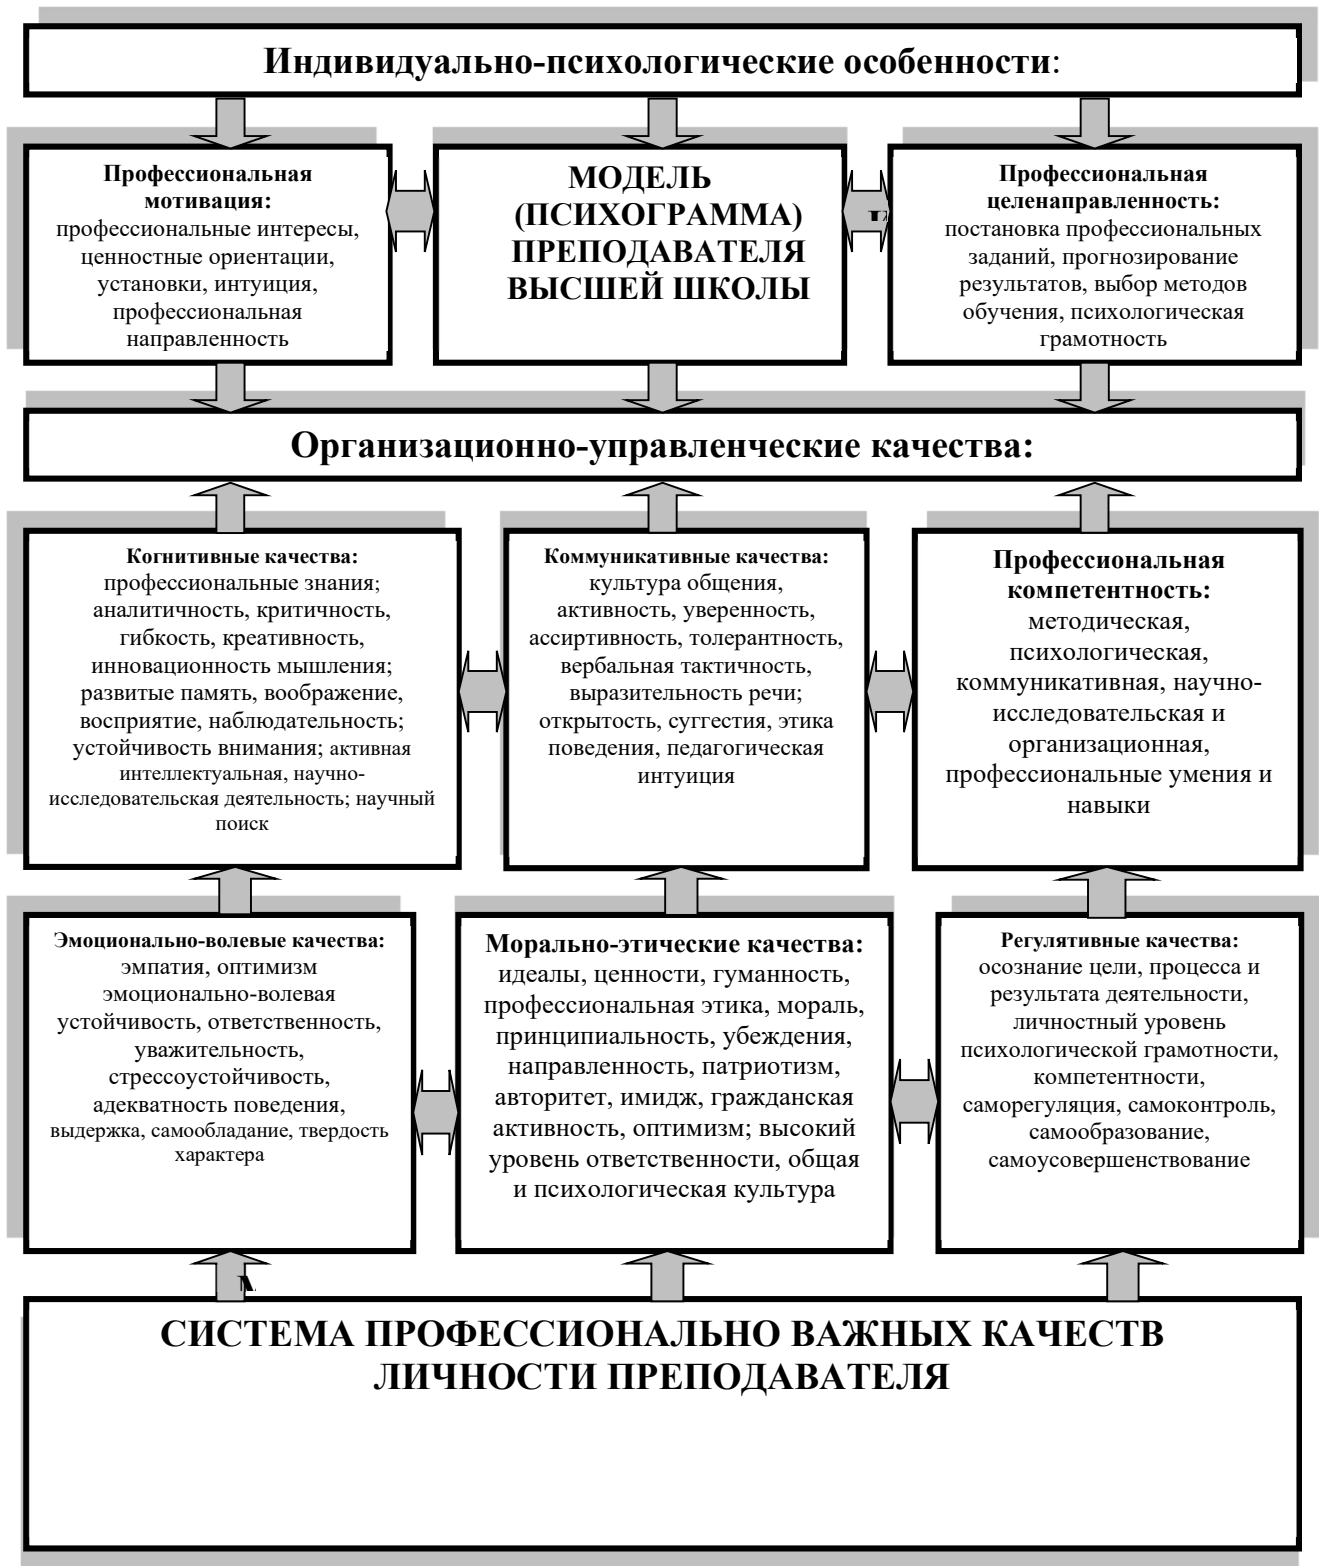 Индивидуально-психологические особенности:
Профессиональная
мотивация:
профессиональные интересы,
ценностные ориентации,
установки, интуиция,
профессиональная
направленность
МОДЕЛЬ
(ПСИХОГРАММА)
ПРЕПОДАВАТЕЛЯ
ВЫСШЕЙ ШКОЛЫ
Профессиональная
целенаправленность:
постановка профессиональных
заданий, прогнозирование
результатов, выбор методов
обучения, психологическая
грамотность
Организационно-управленческие качества:
Когнитивные качества:
профессиональные знания;
аналитичность, критичность,
гибкость, креативность,
инновационность мышления;
развитые память, воображение,
восприятие, наблюдательность;
устойчивость внимания; активная
интеллектуальная, научно-
исследовательская деятельность; научный
поиск
Коммуникативные качества:
культура общения,
активность, уверенность,
ассиртивность, толерантность,
вербальная тактичность,
выразительность речи;
открытость, суггестия, этика
поведения, педагогическая
интуиция
Профессиональная
компетентность:
методическая,
психологическая,
коммуникативная, научно-
исследовательская и
организационная,
профессиональные умения и
навыки
Эмоционально-волевые качества:
эмпатия, оптимизм
эмоционально-волевая
устойчивость, ответственность,
уважительность,
стрессоустойчивость,
адекватность поведения,
выдержка, самообладание, твердость
характера
Морально-этические качества:
идеалы, ценности, гуманность,
профессиональная этика, мораль,
принципиальность, убеждения,
направленность, патриотизм,
авторитет, имидж, гражданская
активность, оптимизм; высокий
уровень ответственности, общая
и психологическая культура
Регулятивные качества:
осознание цели, процесса и
результата деятельности,
личностный уровень
психологической грамотности,
компетентности,
саморегуляция, самоконтроль,
самообразование,
самоусовершенствование
СИСТЕМА ПРОФЕССИОНАЛЬНО ВАЖНЫХ КАЧЕСТВ
ЛИЧНОСТИ ПРЕПОДАВАТЕЛЯ